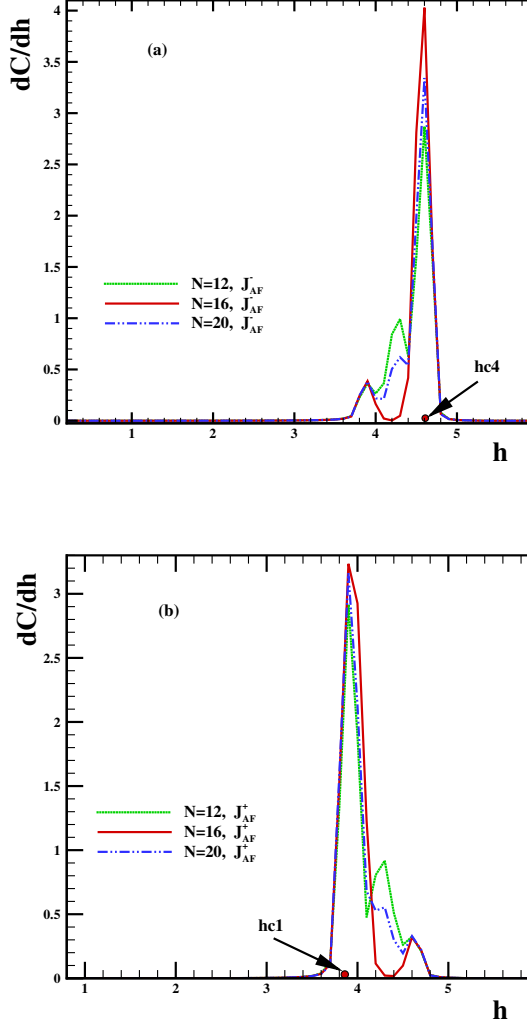 dC/dh
(a)
4
3.5
3
2.5
2
1.5
1
0.5
0
N=12, J⁻AF
N=16, J⁻AF
N=20, J⁻AF
hc4
1 2 3 4 5
h
dC/dh
(b)
3
2.5
2
1.5
1
0.5
0
N=12, J⁺AF
N=16, J⁺AF
N=20, J⁺AF
hc1
1 2 3 4 5
h